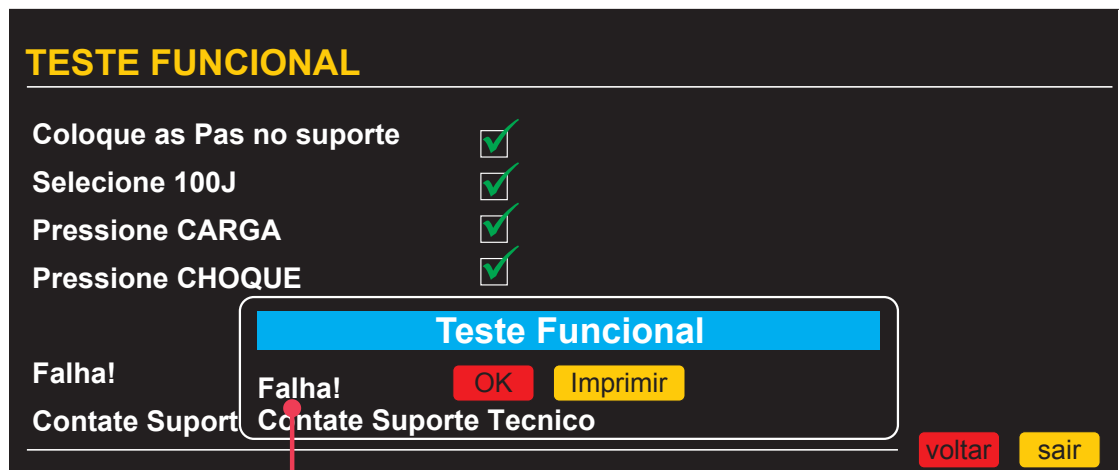 TESTE FUNCIONAL
Coloque as Pas no suporte
Selecione 100J
Pressione CARGA
Pressione CHOQUE
Teste Funcional
Falha!
Falha!
OK
Imprimir
Contate Suport
Contate Suporte Tecnico
voltar
sair